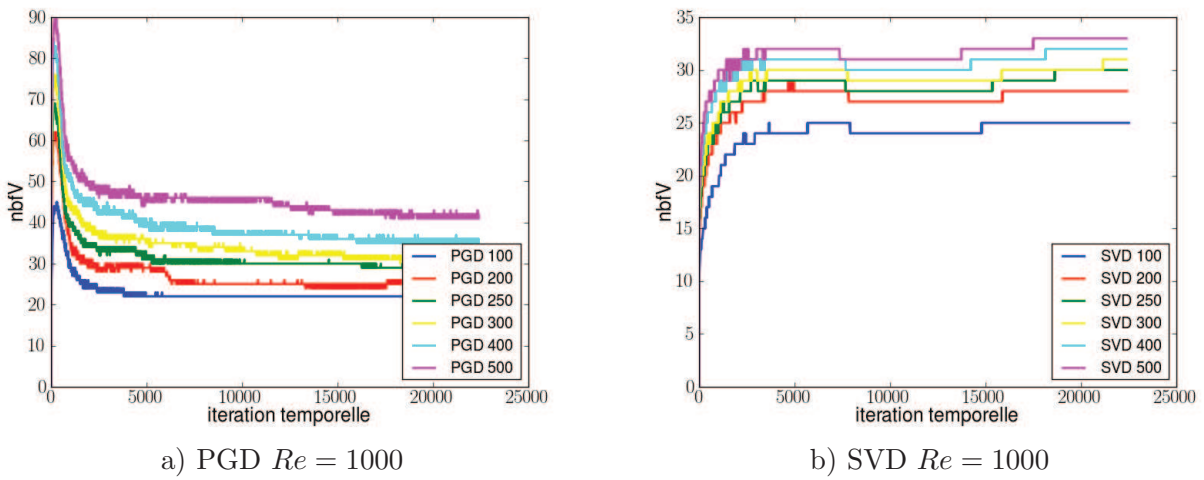 90
80
70
60
50
40
30
20
10
0
nbfV
0 5000 10000 15000 20000 25000
iteration temporelle
PGD 100
PGD 200
PGD 250
PGD 300
PGD 400
PGD 500
a) PGD Re = 1000
35
30
25
20
15
10
5
0
nbfV
0 5000 10000 15000 20000 25000
iteration temporelle
SVD 100
SVD 200
SVD 250
SVD 300
SVD 400
SVD 500
b) SVD Re = 1000